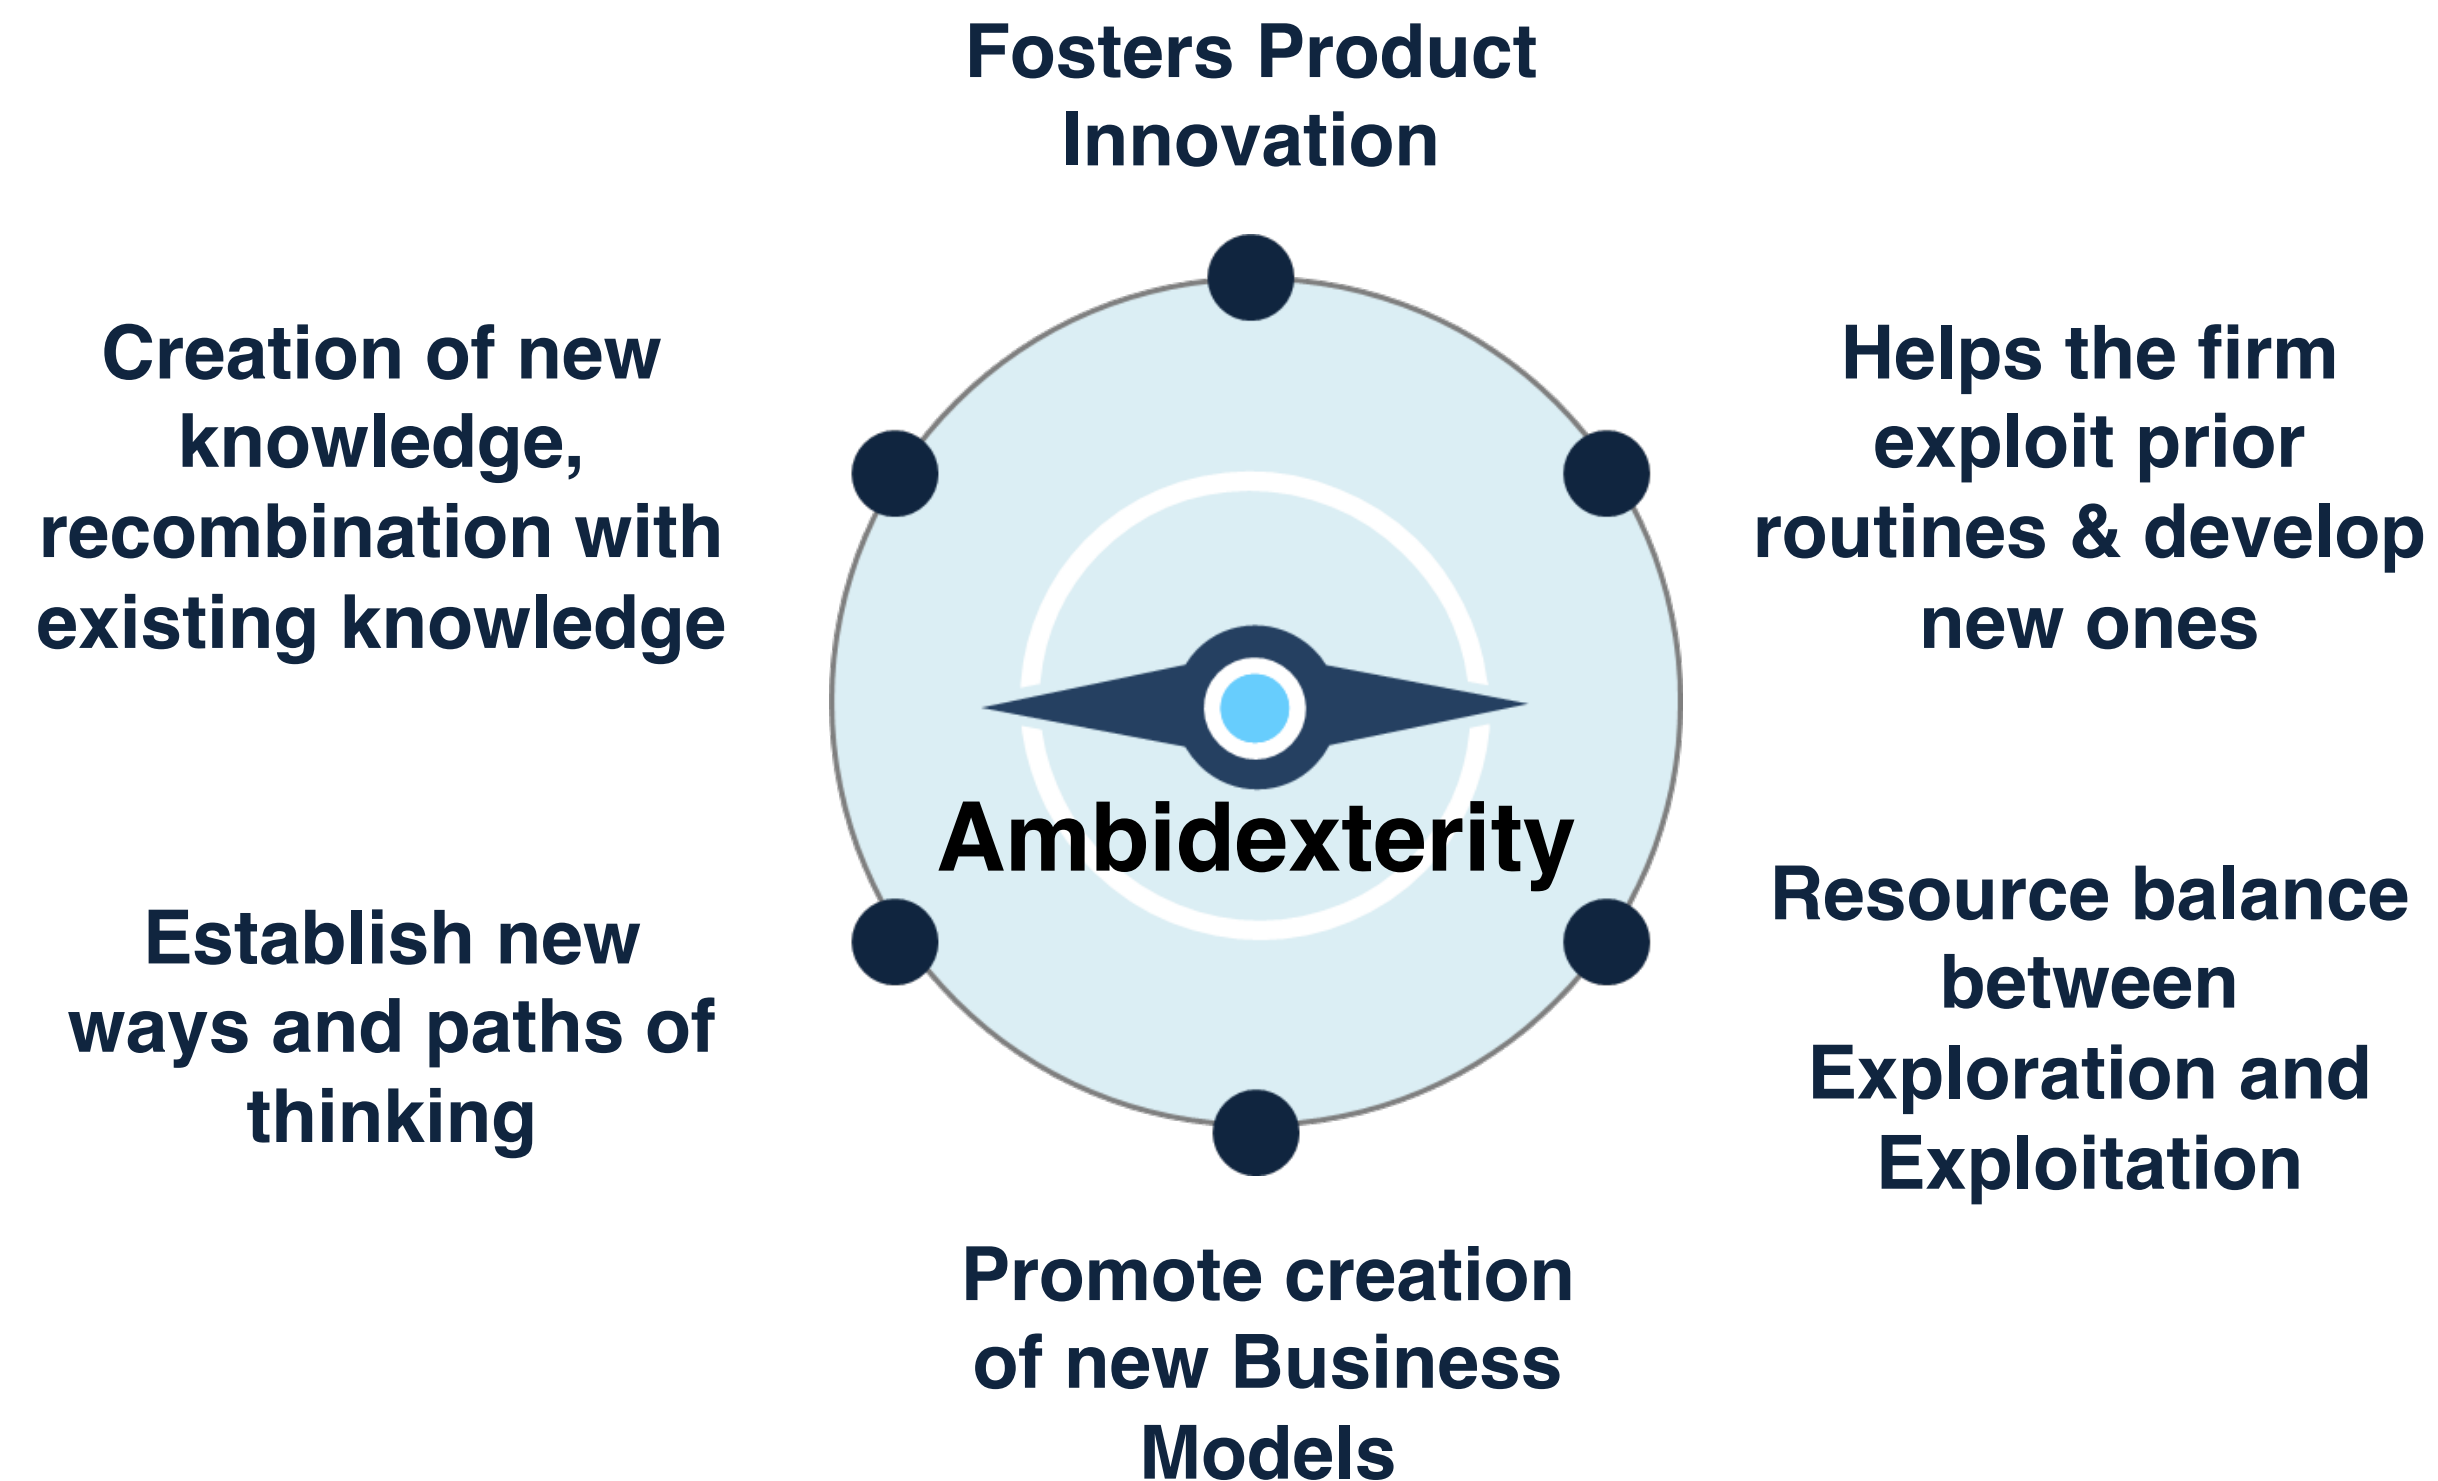 Fosters Product
Innovation
Creation of new
knowledge,
recombination with
existing knowledge
Helps the firm
exploit prior
routines & develop
new ones
Ambidexterity
Establish new
ways and paths of
thinking
Resource balance
between
Exploration and
Exploitation
Promote creation
of new Business
Models